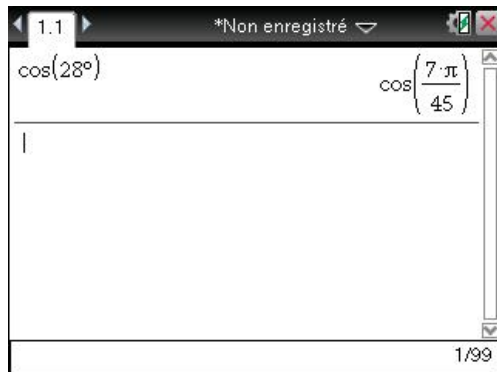 1.1 *Non enregistré
cos(28°)
cos(7·π/45)
1/99